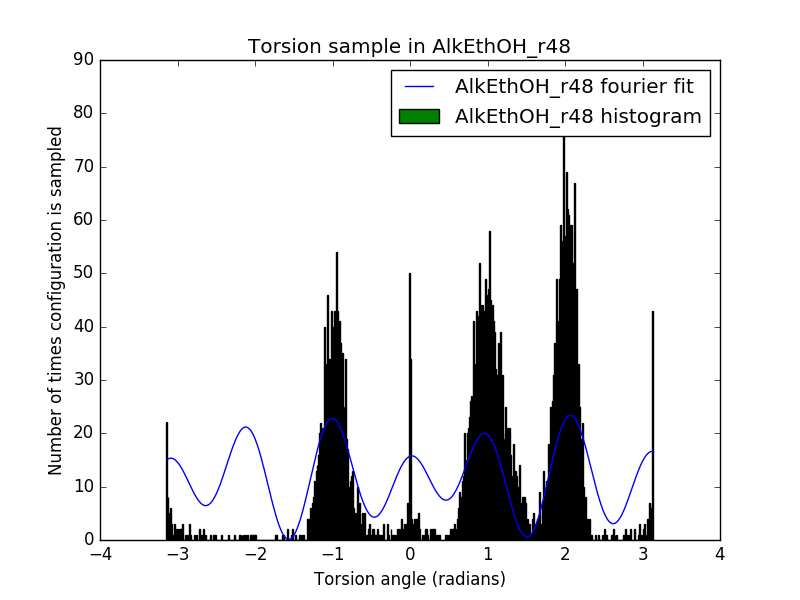 Torsion sample in AlkEthOH_r48
AlkEthOH_r48 fourier fit
AlkEthOH_r48 histogram
Number of times configuration is sampled
90
80
70
60
50
40
30
20
10
0
−4 −3 −2 −1 0 1 2 3 4
Torsion angle (radians)